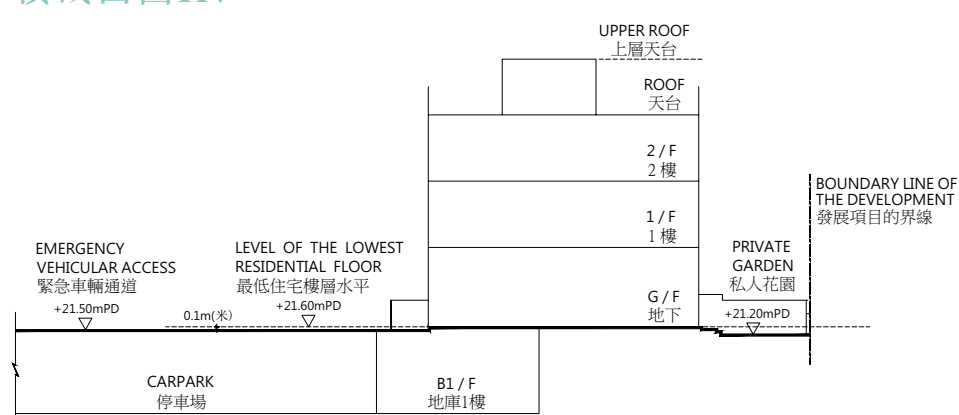 UPPER ROOF
上層天台
ROOF
天台
2 / F
2 樓
1 / F
1 樓
G / F
地下
BOUNDARY LINE OF
THE DEVELOPMENT
發展項目的界線
EMERGENCY
VEHICULAR ACCESS
緊急車輛通道
+21.50mPD
0.1m(米)
LEVEL OF THE LOWEST
RESIDENTIAL FLOOR
最低住宅樓層水平
+21.60mPD
PRIVATE
GARDEN
私人花園
+21.20mPD
CARPARK
停車場
B1 / F
地庫1樓